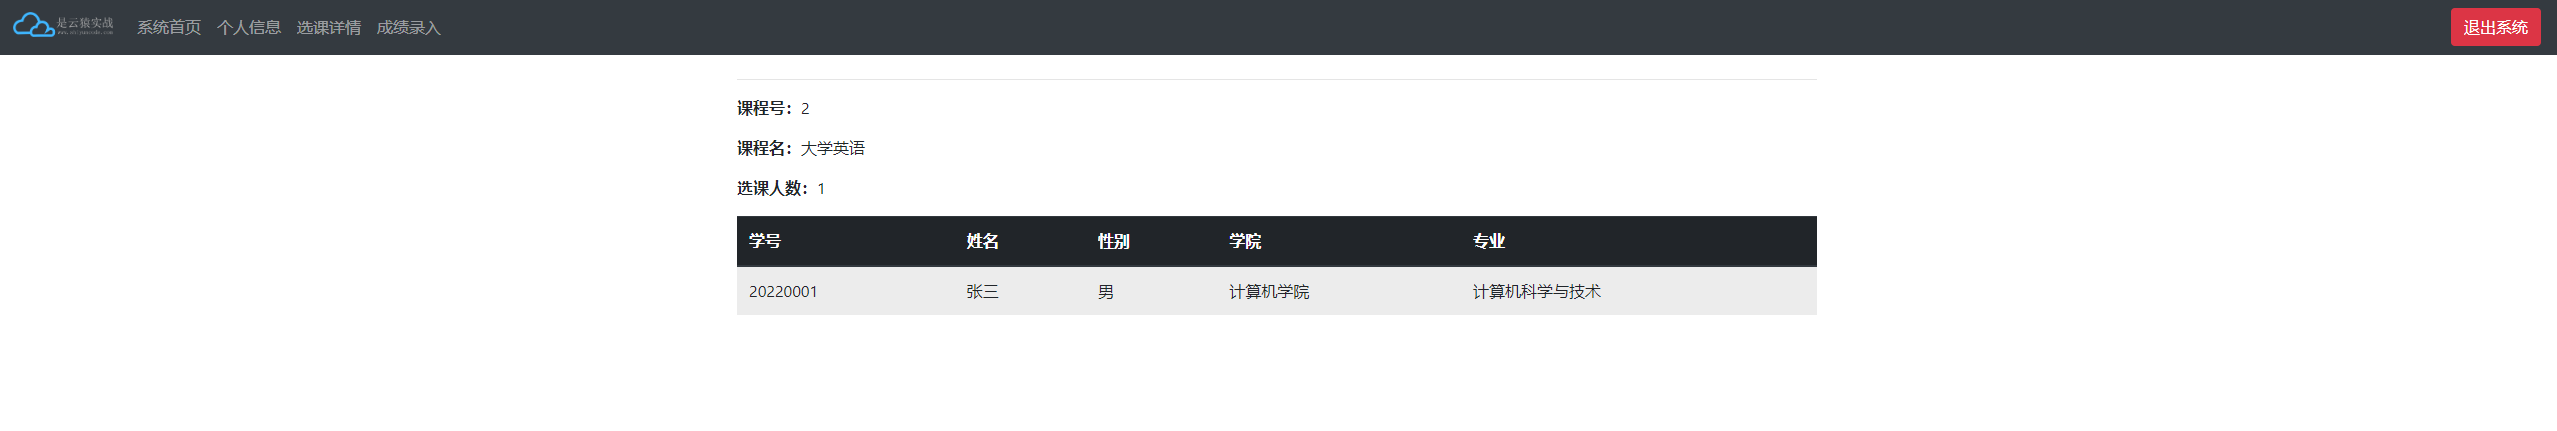 是云猿实战
系统首页 个人信息 选课详情 成绩录入 退出系统
课程号：2
课程名：大学英语
选课人数：1
学号 姓名 性别 学院 专业
20220001 张三 男 计算机学院 计算机科学与技术